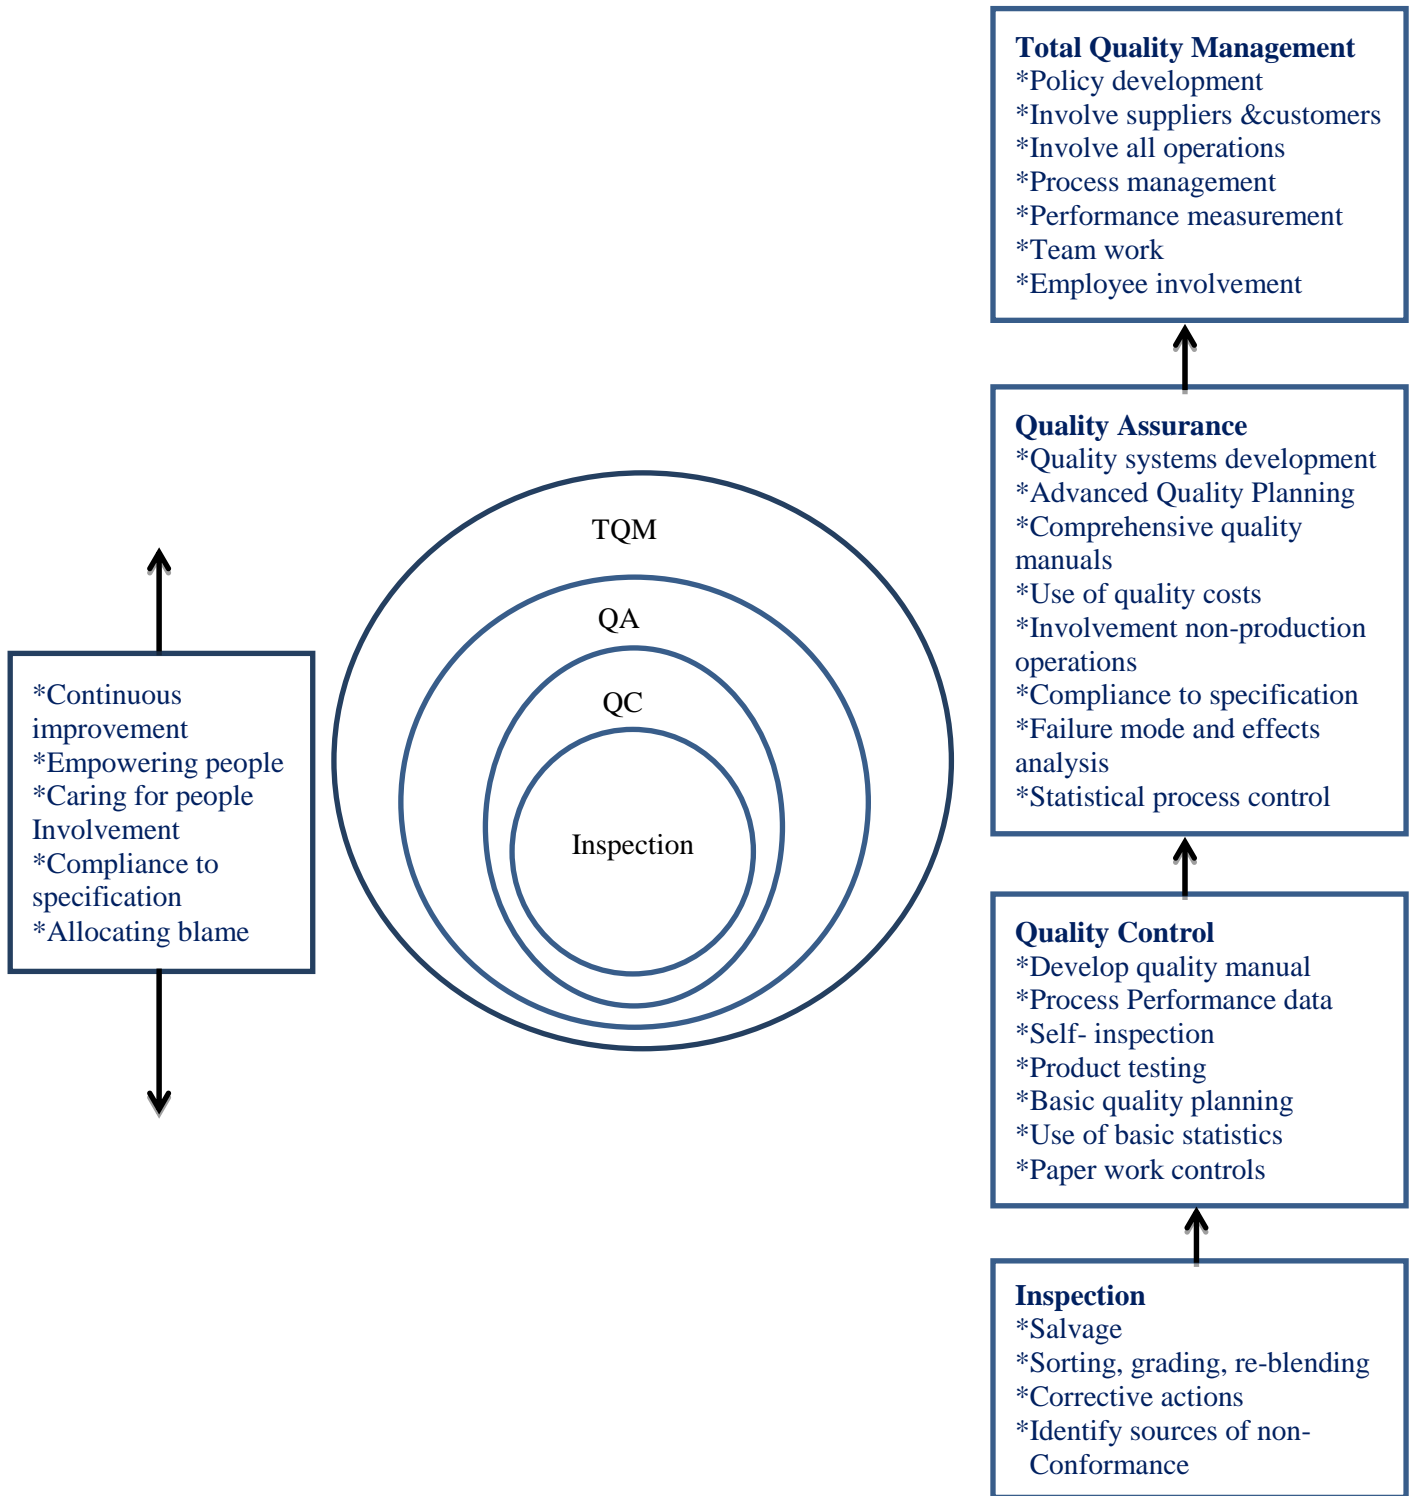 Total Quality Management
*Policy development
*Involve suppliers &customers
*Involve all operations
*Process management
*Performance measurement
*Team work
*Employee involvement
Quality Assurance
*Quality systems development
*Advanced Quality Planning
*Comprehensive quality
manuals
*Use of quality costs
*Involvement non-production
operations
*Compliance to specification
*Failure mode and effects
analysis
*Statistical process control
TQM
QA
QC
Inspection
*Continuous
improvement
*Empowering people
*Caring for people
Involvement
*Compliance to
specification
*Allocating blame
Quality Control
*Develop quality manual
*Process Performance data
*Self- inspection
*Product testing
*Basic quality planning
*Use of basic statistics
*Paper work controls
Inspection
*Salvage
*Sorting, grading, re-blending
*Corrective actions
*Identify sources of non-
Conformance